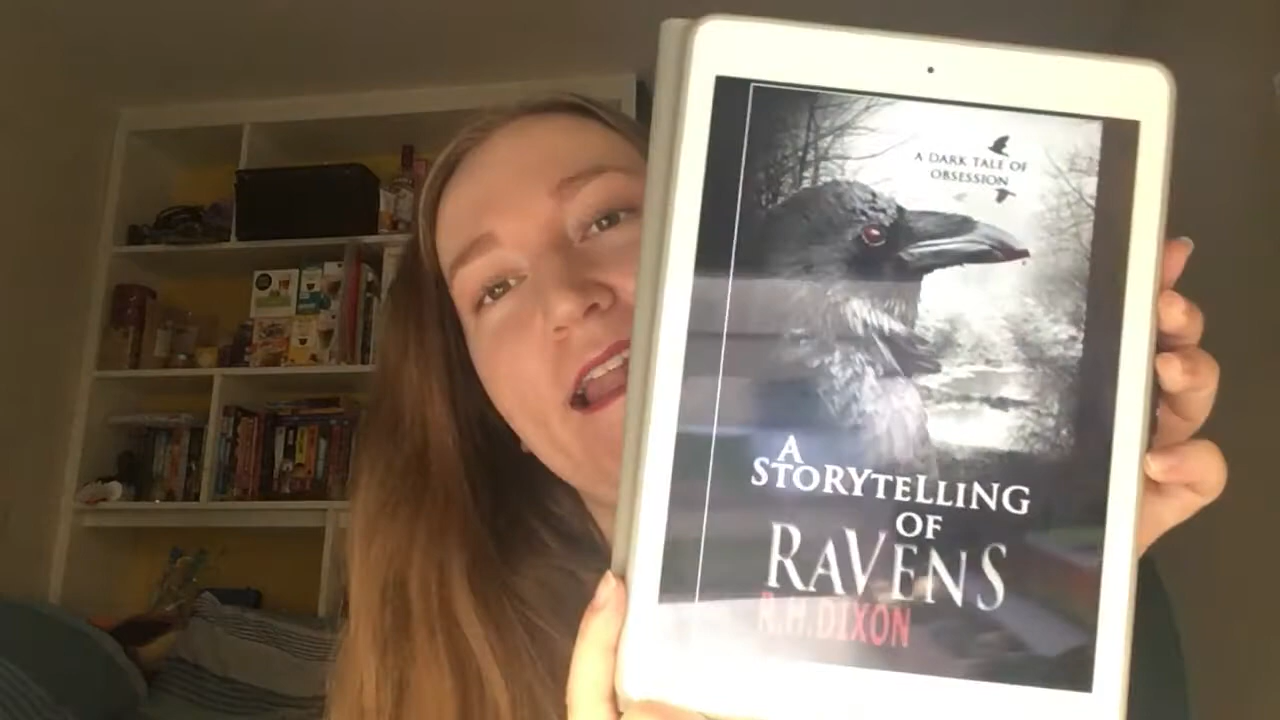 A DARK TALE OF
OBSESSION
A
STORYTELLING
OF
RAVENS
R.H.DIXON